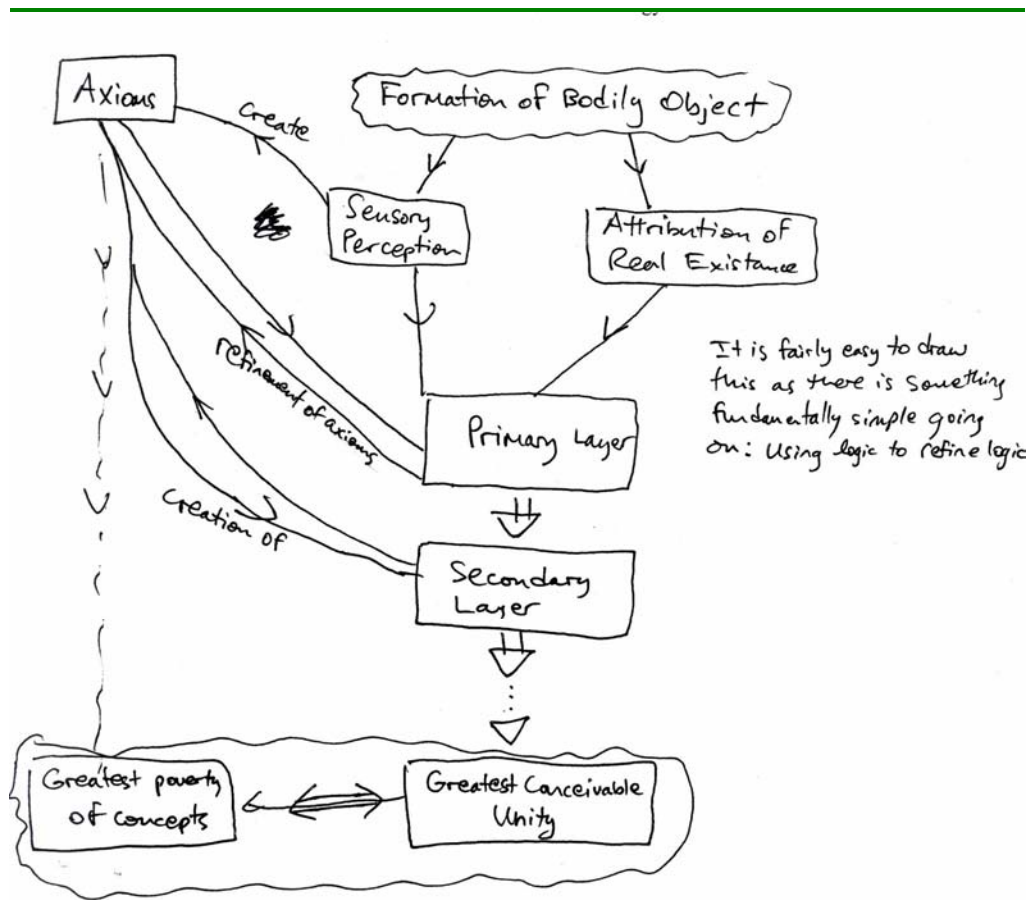 Axioms
Formation of Bodily Object
Create
Sensory
Perception
Attribution of
Real Existance
refinement of axioms
Primary Layer
It is fairly easy to draw
this as there is something
fundamentally simple going
on: Using logic to refine logic
Creation of
Secondary
Layer
Greatest poverty
of concepts
Greatest Conceivable
Unity